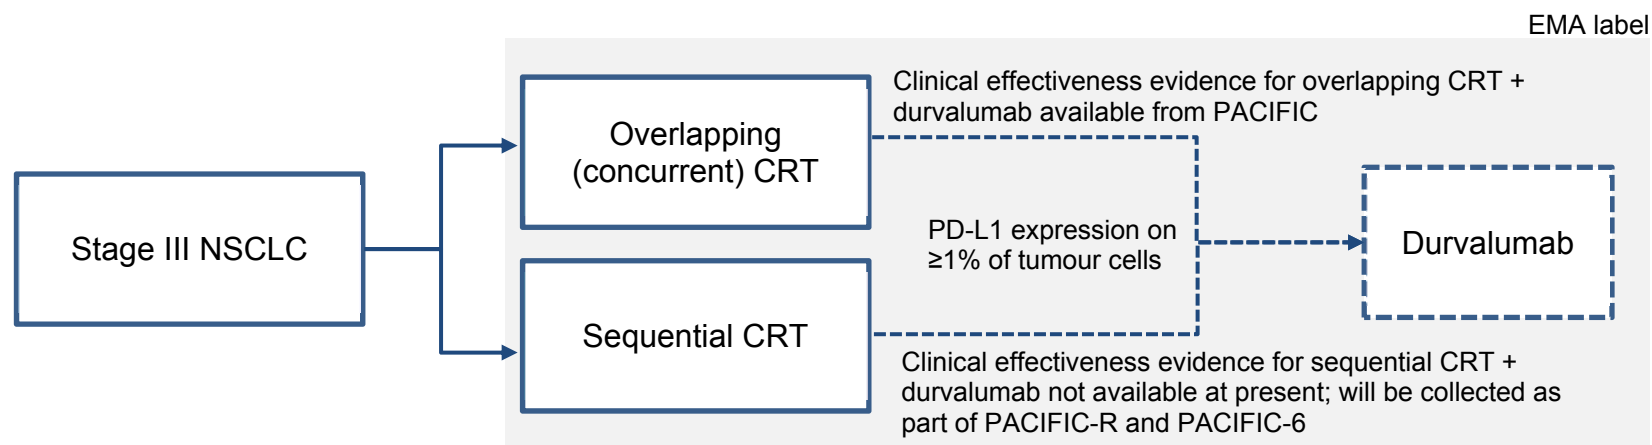 EMA label
Clinical effectiveness evidence for overlapping CRT +
durvalumab available from PACIFIC
Overlapping
(concurrent) CRT
Stage III NSCLC
PD-L1 expression on
≥1% of tumour cells
Durvalumab
Sequential CRT
Clinical effectiveness evidence for sequential CRT +
durvalumab not available at present; will be collected as
part of PACIFIC-R and PACIFIC-6